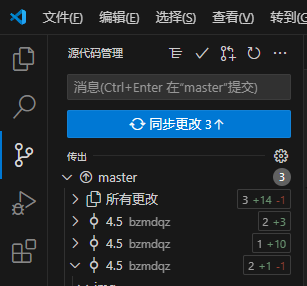 文件(F) 编辑(E) 选择(S) 查看(V) 转到(
源代码管理
消息(Ctrl+Enter 在"master"提交)
同步更改 3↑
传出
master 3
所有更改 3 +14 -1
4.5 bzmdqz 2 +3
4.5 bzmdqz 1 +10
4.5 bzmdqz 2 +1 -1